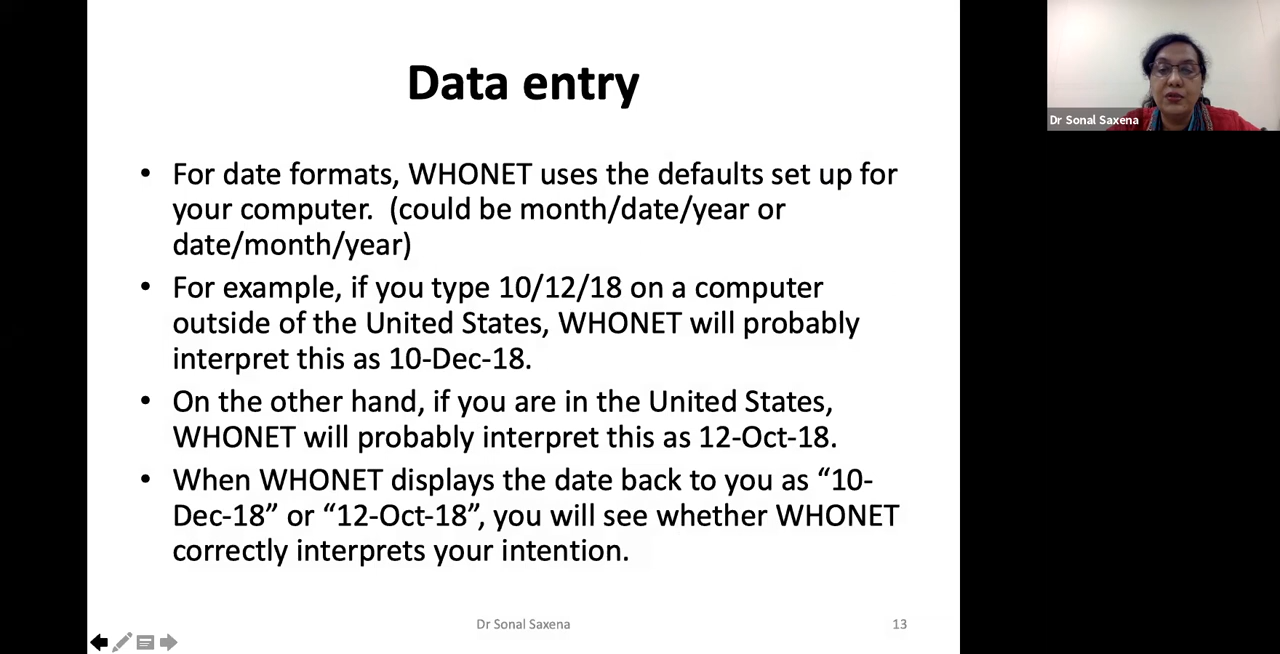 Data entry
• For date formats, WHONET uses the defaults set up for
your computer.  (could be month/date/year or
date/month/year)
• For example, if you type 10/12/18 on a computer
outside of the United States, WHONET will probably
interpret this as 10-Dec-18.
• On the other hand, if you are in the United States,
WHONET will probably interpret this as 12-Oct-18.
• When WHONET displays the date back to you as “10-
Dec-18” or “12-Oct-18”, you will see whether WHONET
correctly interprets your intention.
Dr Sonal Saxena
13
Dr Sonal Saxena